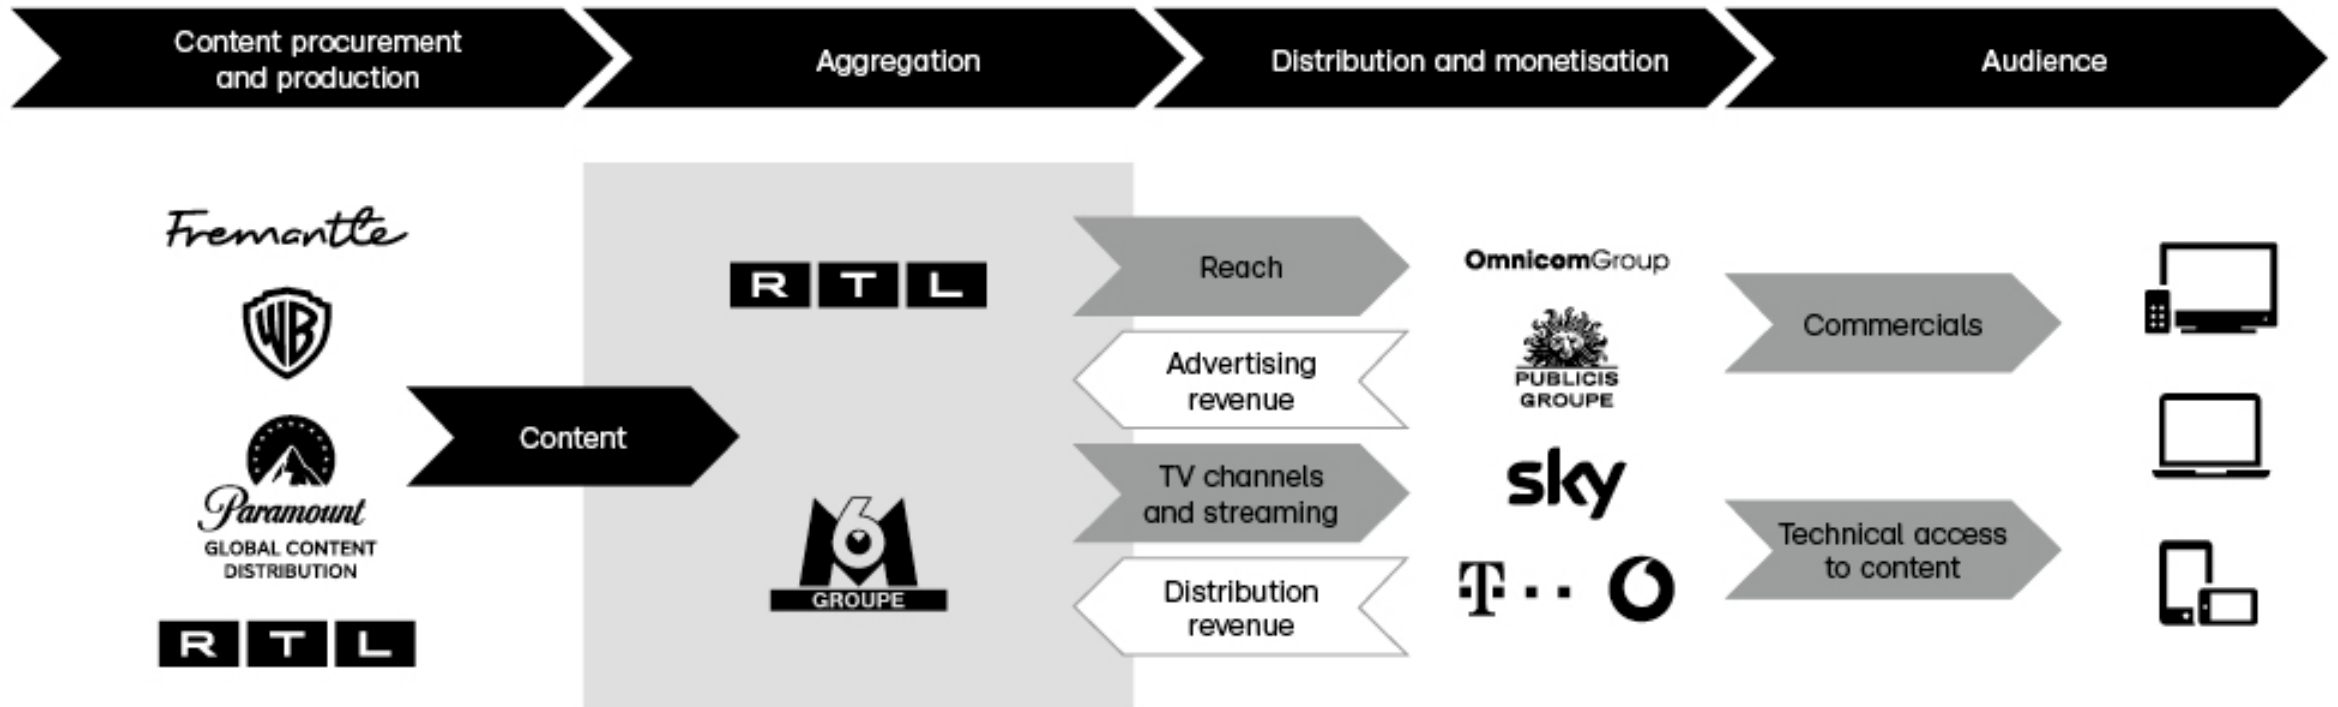 Content procurement
and production
Aggregation
Distribution and monetisation
Audience
Fremantle
WB
Paramount
GLOBAL CONTENT
DISTRIBUTION
RTL
Content
RTL
M6
GROUPE
Reach
Advertising
revenue
TV channels
and streaming
Distribution
revenue
OmnicomGroup
PUBLICIS
GROUPE
sky
T
Commercials
Technical access
to content